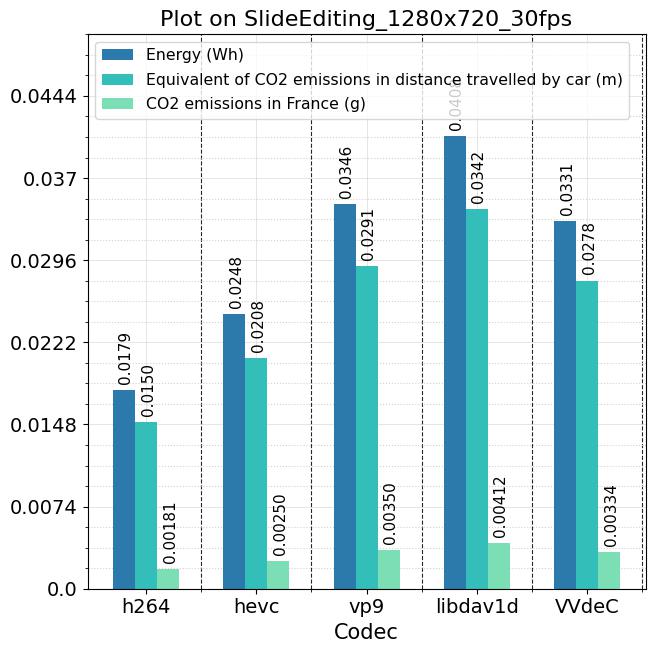 Plot on SlideEditing_1280x720_30fps
Energy (Wh)
Equivalent of CO2 emissions in distance travelled by car (m)
CO2 emissions in France (g)
0.0444
0.037
0.0296
0.0222
0.0148
0.0074
0.0
0.0179
0.0150
0.00181
0.0248
0.0208
0.00250
0.0346
0.0291
0.00350
0.0342
0.00412
0.0331
0.0278
0.00334
h264
hevc
vp9
libdav1d
VVdeC
Codec